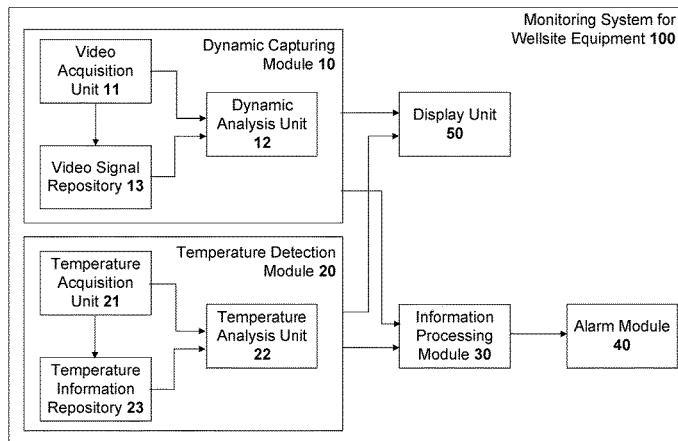 Monitoring System for
Wellsite Equipment 100
Dynamic Capturing
Module 10
Video
Acquisition
Unit 11
Dynamic
Analysis Unit
12
Video Signal
Repository 13
Display Unit
50
Temperature Detection
Module 20
Temperature
Acquisition
Unit 21
Temperature
Analysis Unit
22
Temperature
Information
Repository 23
Information
Processing
Module 30
Alarm Module
40